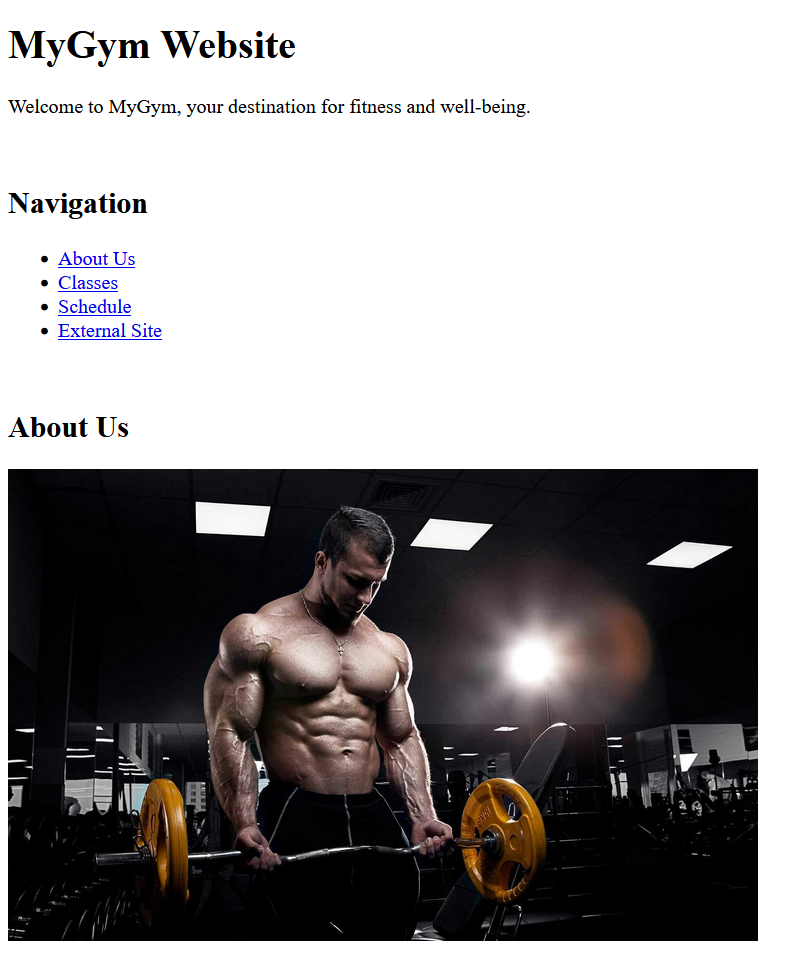 MyGym Website
Welcome to MyGym, your destination for fitness and well-being.
Navigation
About Us
Classes
Schedule
External Site
About Us